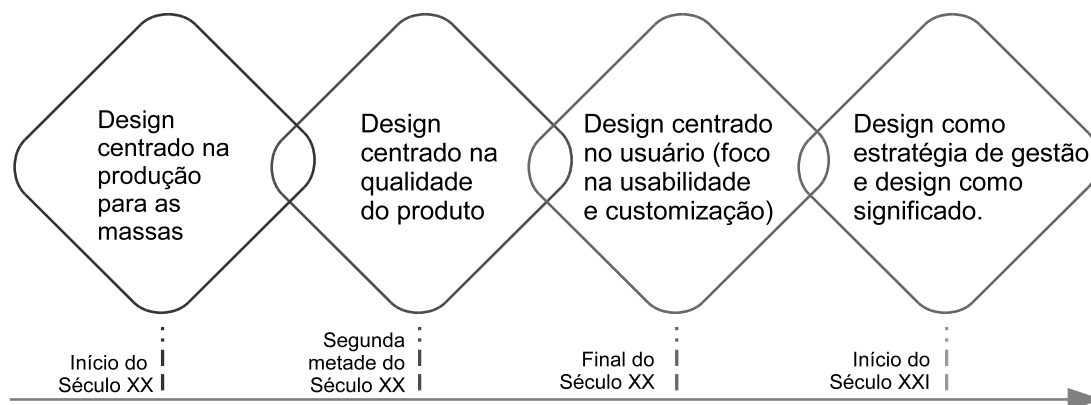 Design
centrado na
produção
para as
massas
Design
centrado na
qualidade
do produto
Design centrado
no usuário (foco
na usabilidade
e customização)
Design como
estratégia de gestão
e design como
significado.
Início do
Século XX
Segunda
metade do
Século XX
Final do
Século XX
Início do
Século XXI